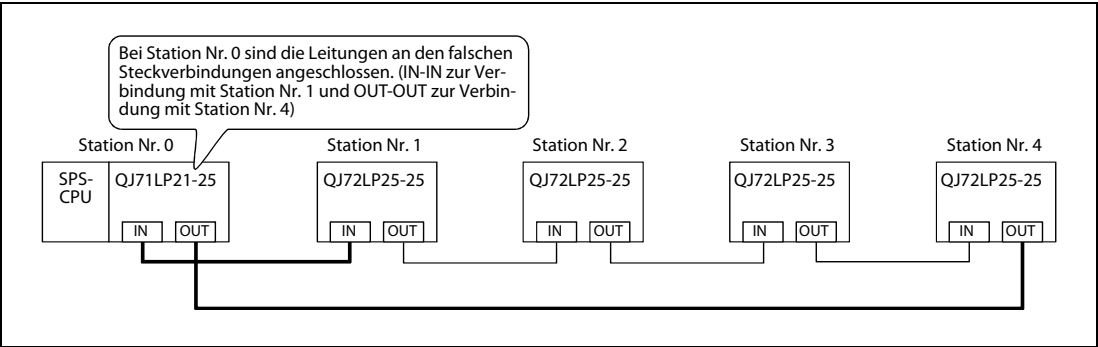 Bei Station Nr. 0 sind die Leitungen an den falschen
Steckverbindungen angeschlossen. (IN-IN zur Ver-
bindung mit Station Nr. 1 und OUT-OUT zur Verbin-
dung mit Station Nr. 4)
Station Nr. 0 Station Nr. 1 Station Nr. 2 Station Nr. 3 Station Nr. 4
SPS- QJ71LP21-25 QJ72LP25-25 QJ72LP25-25 QJ72LP25-25 QJ72LP25-25
CPU
IN OUT IN OUT IN OUT IN OUT IN OUT